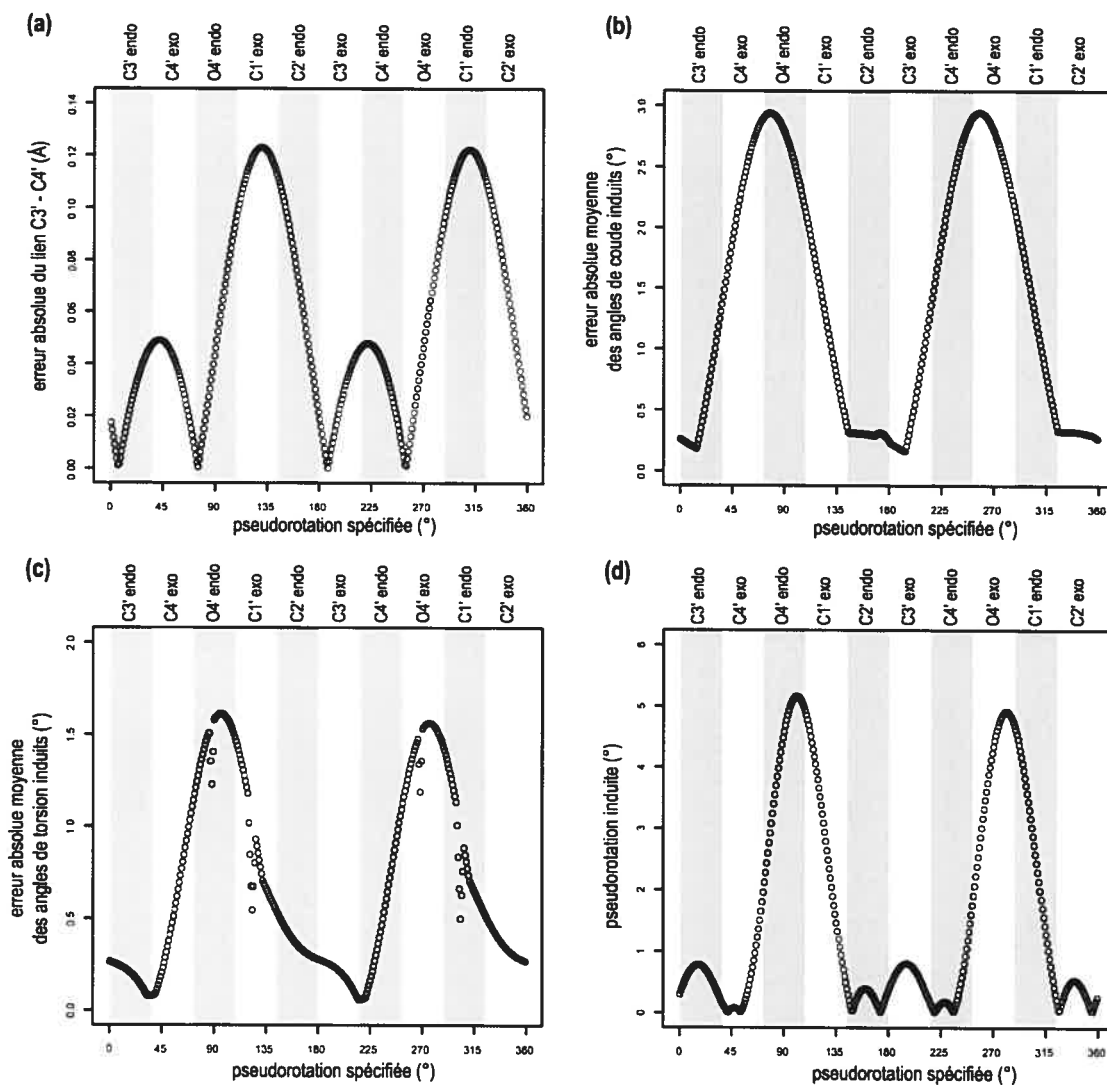 (a)
C3' endo
C4' exo
O4' endo
C1' exo
C2' endo
C3' exo
C4' endo
O4' exo
C1' endo
C2' exo
erreur absolue du lien C3' - C4' (Å)
0.14
0.12
0.10
0.08
0.06
0.04
0.02
0.00
0 45 90 135 180 225 270 315 360
pseudorotation spécifiée (°)
(b)
C3' endo
C4' exo
O4' endo
C1' exo
C2' endo
C3' exo
C4' endo
O4' exo
C1' endo
C2' exo
erreur absolue moyenne
des angles de coude induits (°)
3.0
2.5
2.0
1.5
1.0
0.5
0.0
0 45 90 135 180 225 270 315 360
pseudorotation spécifiée (°)
(c)
C3' endo
C4' exo
O4' endo
C1' exo
C2' endo
C3' exo
C4' endo
O4' exo
C1' endo
C2' exo
erreur absolue moyenne
des angles de torsion induits (°)
2.0
1.5
1.0
0.5
0.0
0 45 90 135 180 225 270 315 360
pseudorotation spécifiée (°)
(d)
C3' endo
C4' exo
O4' endo
C1' exo
C2' endo
C3' exo
C4' endo
O4' exo
C1' endo
C2' exo
pseudorotation induite (°)
6
5
4
3
2
1
0
0 45 90 135 180 225 270 315 360
pseudorotation spécifiée (°)